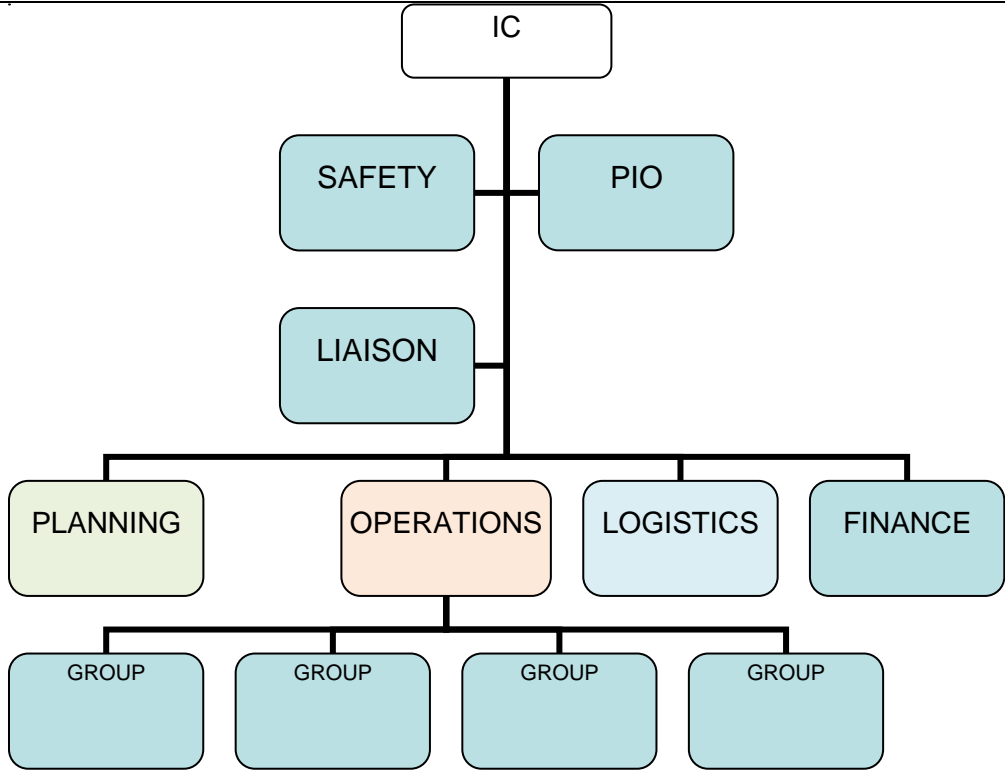 IC
SAFETY
PIO
LIAISON
PLANNING
OPERATIONS
LOGISTICS
FINANCE
GROUP
GROUP
GROUP
GROUP